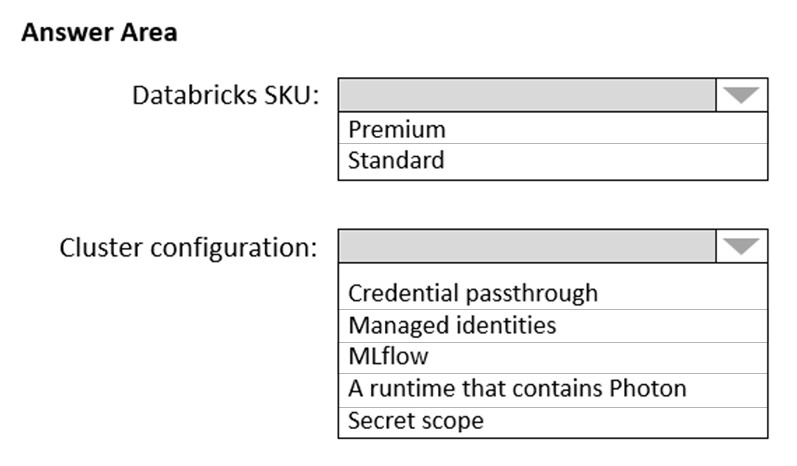 Answer Area
Databricks SKU:
Premium
Standard
Cluster configuration:
Credential passthrough
Managed identities
MLflow
A runtime that contains Photon
Secret scope